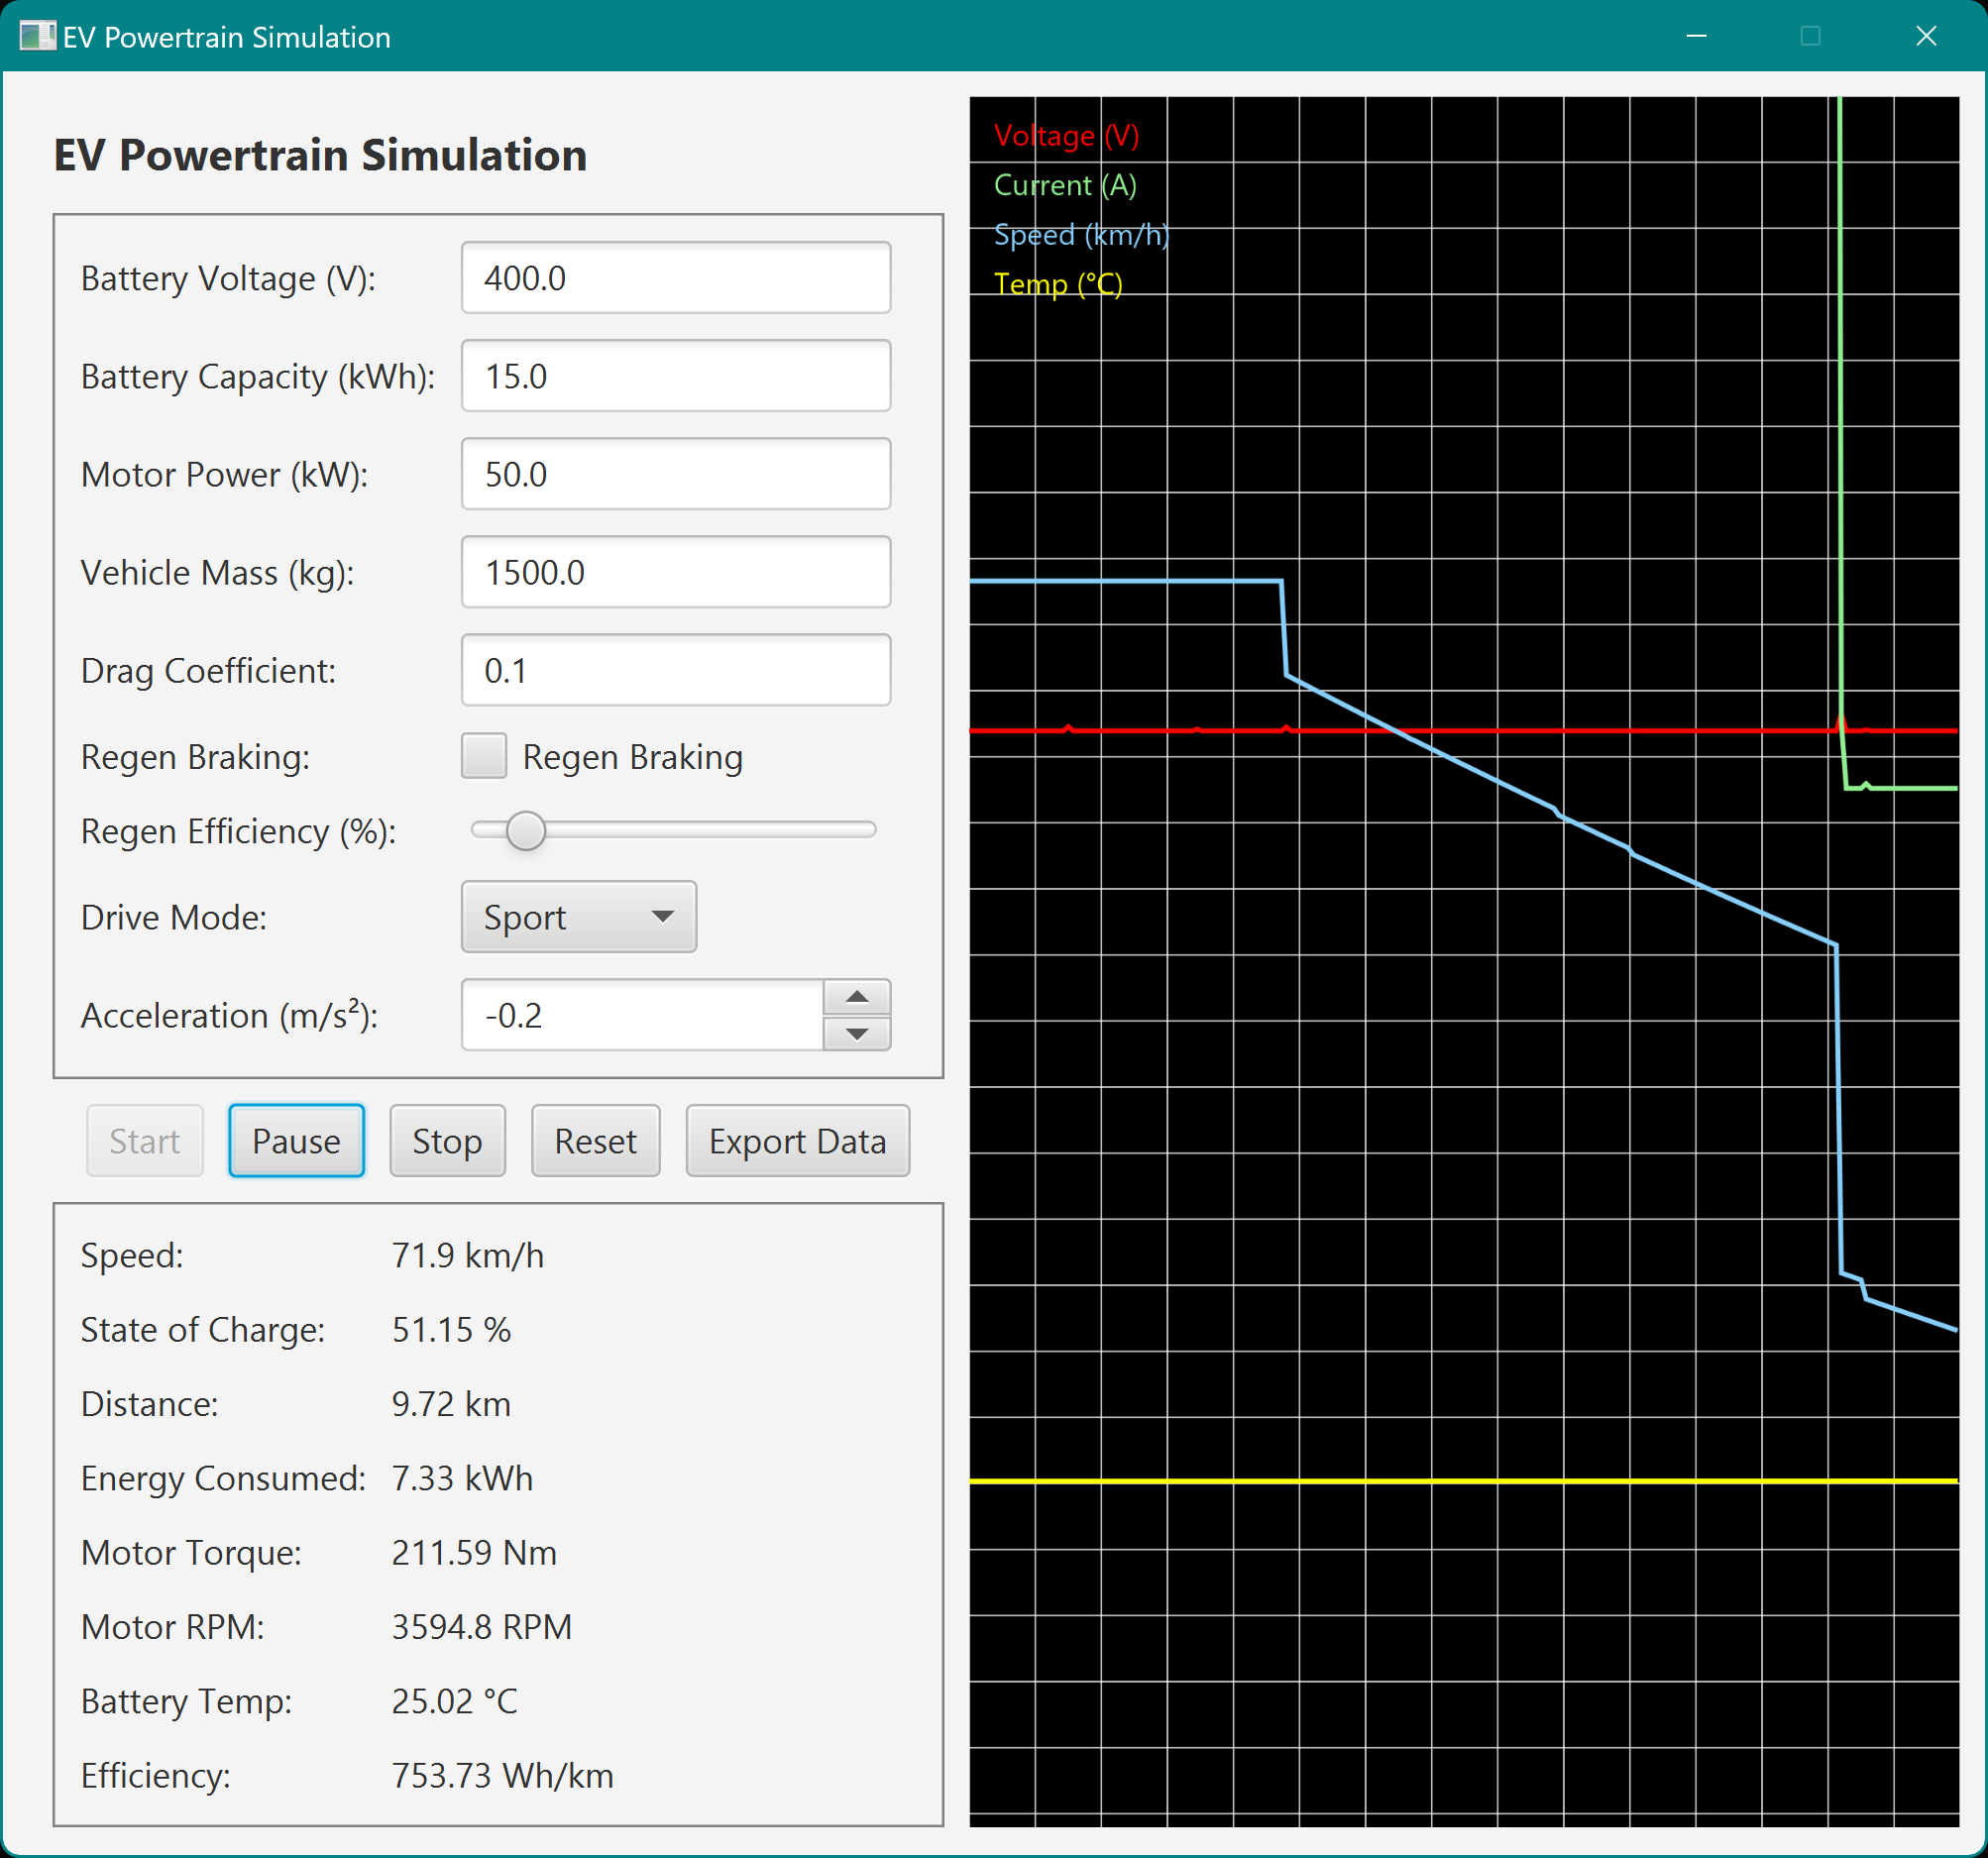 EV Powertrain Simulation
EV Powertrain Simulation
Battery Voltage (V): 400.0
Battery Capacity (kWh): 15.0
Motor Power (kW): 50.0
Vehicle Mass (kg): 1500.0
Drag Coefficient: 0.1
Regen Braking: Regen Braking
Regen Efficiency (%):
Drive Mode: Sport
Acceleration (m/s²): -0.2
Start Pause Stop Reset Export Data
Speed: 71.9 km/h
State of Charge: 51.15 %
Distance: 9.72 km
Energy Consumed: 7.33 kWh
Motor Torque: 211.59 Nm
Motor RPM: 3594.8 RPM
Battery Temp: 25.02 °C
Efficiency: 753.73 Wh/km
Voltage (V)
Current (A)
Speed (km/h)
Temp (°C)